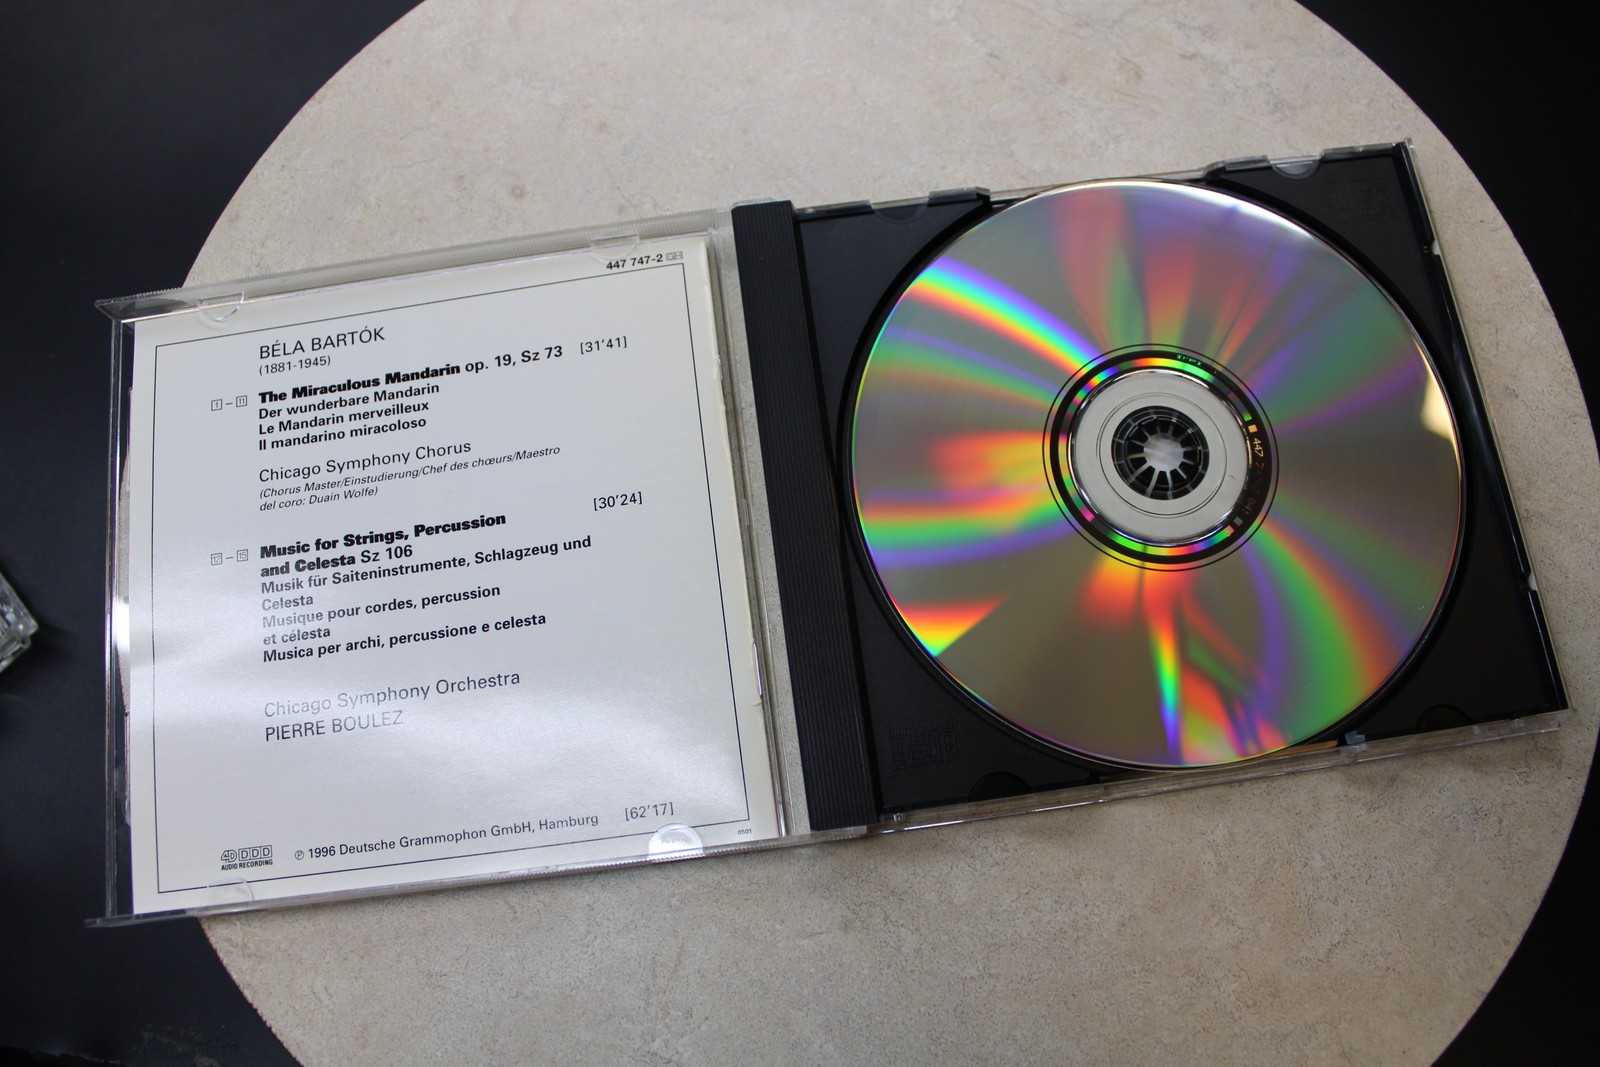 447 747-2 GH
BÉLA BARTÓK
(1881-1945)
1 – 11 The Miraculous Mandarin op. 19, Sz 73 [31'41]
Der wunderbare Mandarin
Le Mandarin merveilleux
Il mandarino miracoloso
Chicago Symphony Chorus
(Chorus Master/Einstudierung/Chef des chœurs/Maestro
del coro: Duain Wolfe)
12 – 15 Music for Strings, Percussion [30'24]
and Celesta Sz 106
Musik für Saiteninstrumente, Schlagzeug und
Celesta
Musique pour cordes, percussion
et célesta
Musica per archi, percussione e celesta
Chicago Symphony Orchestra
PIERRE BOULEZ
[62'17]
4D DDD
AUDIO RECORDING
℗ 1996 Deutsche Grammophon GmbH, Hamburg
0501
447